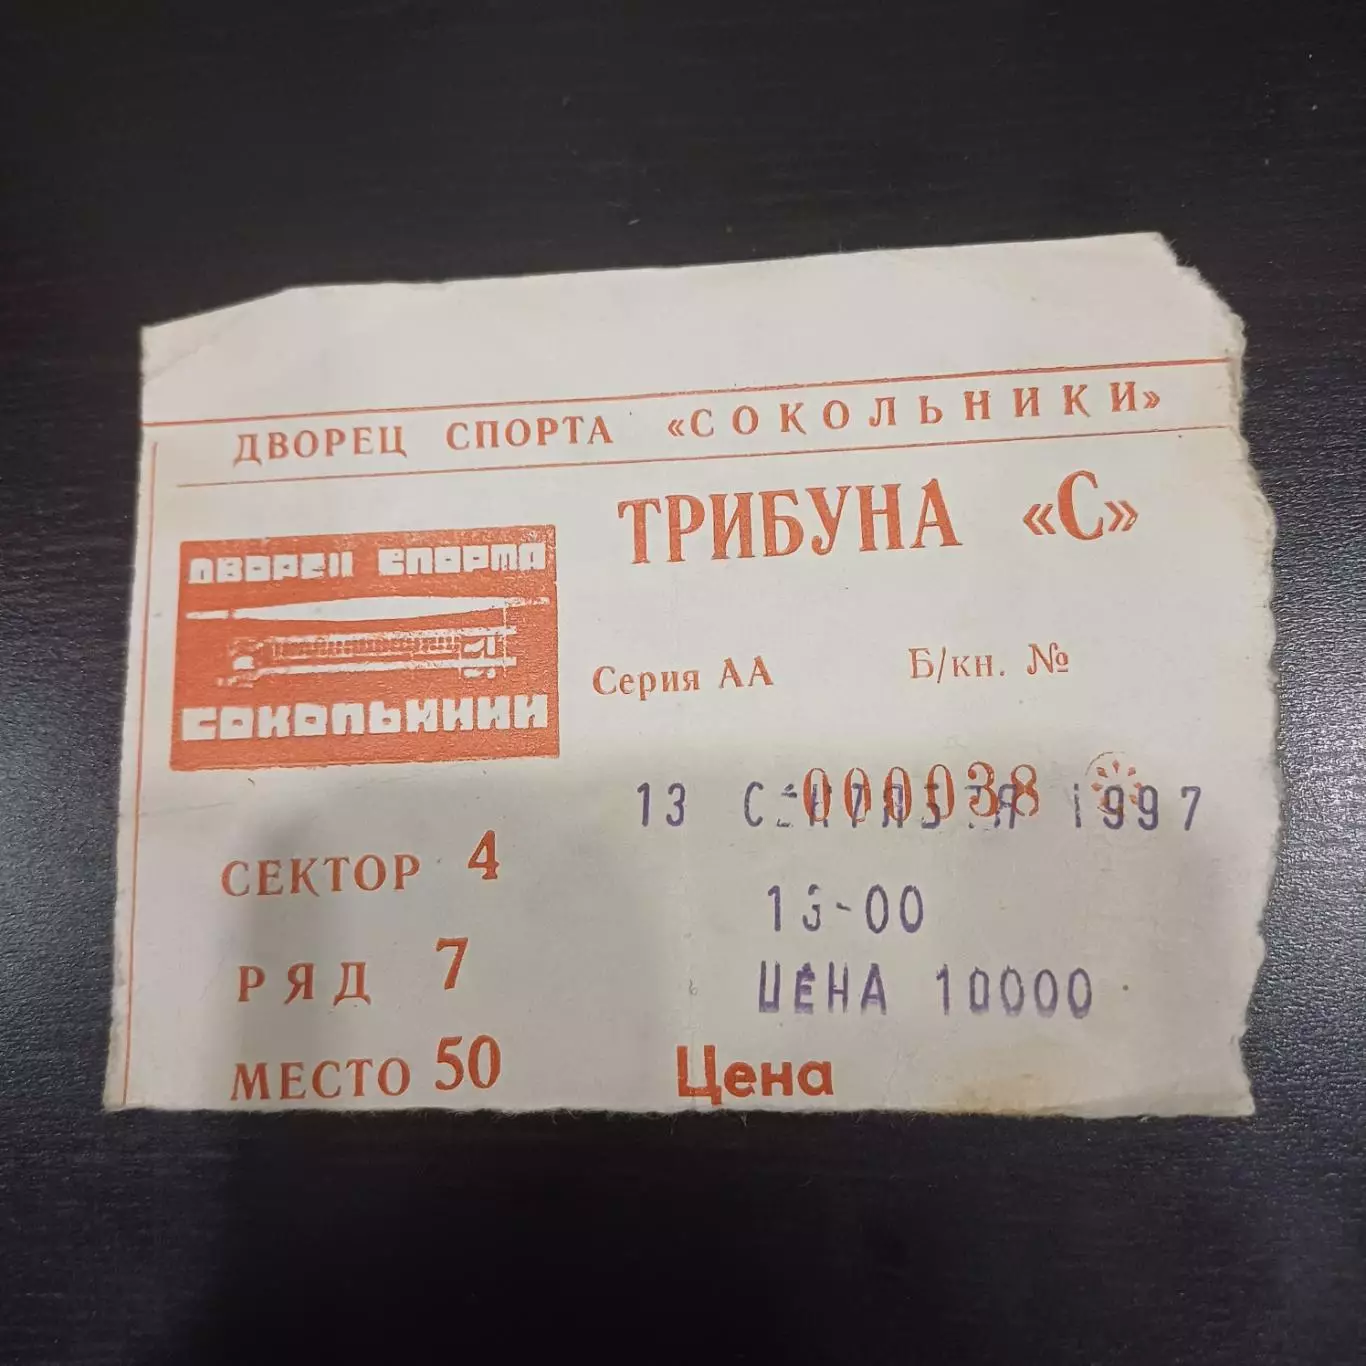 ДВОРЕЦ СПОРТА «СОКОЛЬНИКИ»
ТРИБУНА «С»
ДВОРЕЦ СПОРТА
СОКОЛЬНИКИ
Серия АА Б/кн. №
000038
13 СЕНТЯБРЯ 1997
СЕКТОР 4
-00
РЯД 7
ЦЕНА 10000
МЕСТО 50
Цена